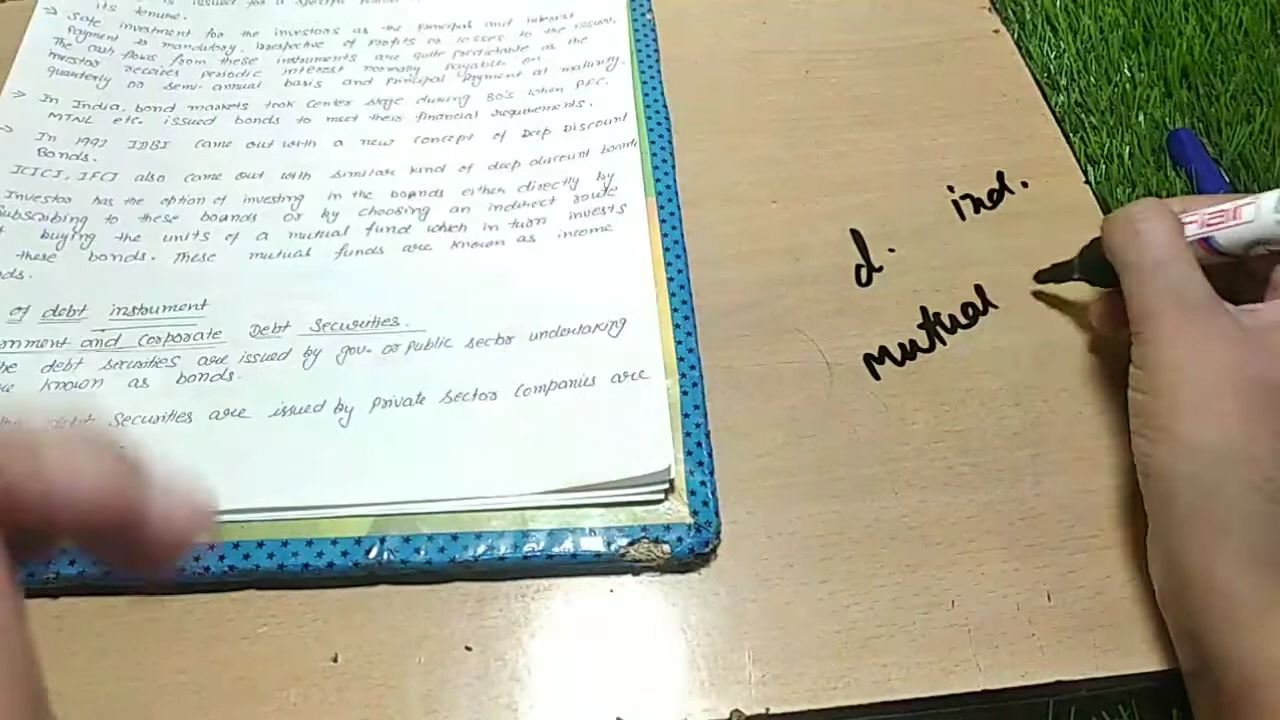 is issued for a specific
its tenure.
⇒ Safe investment for the investors as the principal and interest
payment is mandatory, irrespective of profits or losses to the issuer.
The cash flows from these instruments are quite predictable as the
investor receives periodic interest normally payable on
quarterly or semi-annual basis and principal payment at maturity.
⇒ In India, bond markets took center stage during 80's when PFC.
MTNL etc. issued bonds to meet their financial requirements.
In 1992 IDBI came out with a new concept of Deep Discount
Bonds.
ICICI, IFCI also came out with similar kind of deep discount bonds
Investor has the option of investing in the bounds either directly by
subscribing to these bounds or by choosing an indirect route
buying the units of a mutual fund which in turn invests
these bonds. These mutual funds are known as income
of debt instrument
and corporate Debt Securities.
debt securities are issued by gov. or public sector undertaking
known as bonds.
debt securities are issued by private sector companies are
d. ind.
mutual